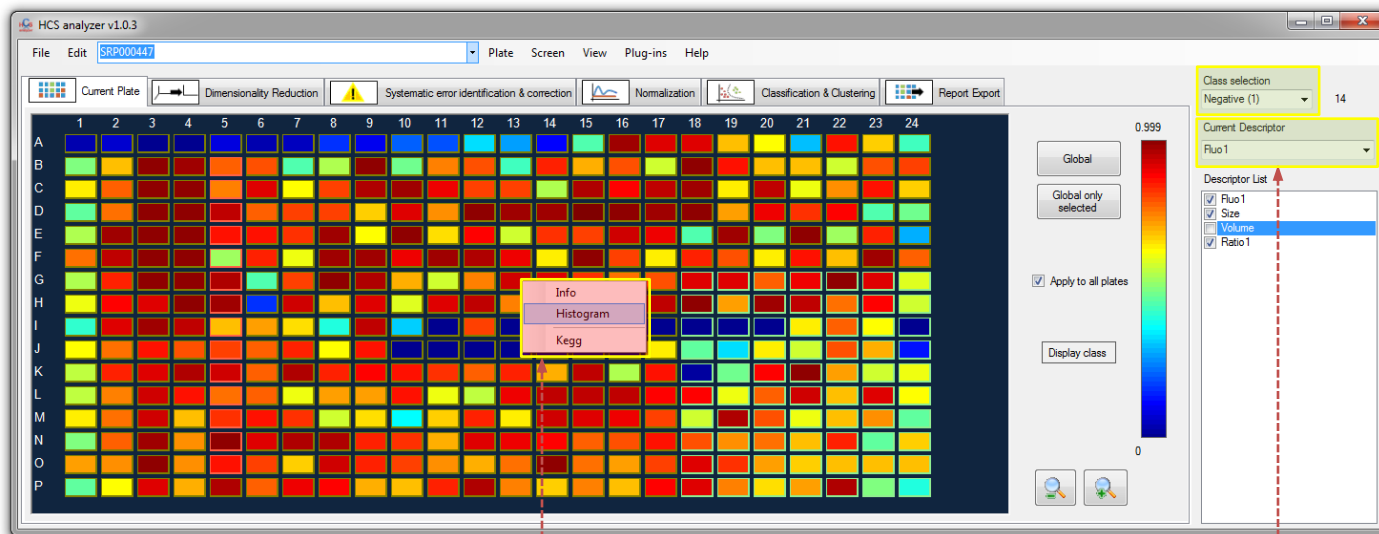 HCS analyzer v1.0.3
File Edit SRP000447 Plate Screen View Plug-ins Help
Current Plate Dimensionality Reduction Systematic error identification & correction Normalization Classification & Clustering Report Export
Class selection
Negative (1) 14
1 2 3 4 5 6 7 8 9 10 11 12 13 14 15 16 17 18 19 20 21 22 23 24
0.999
Current Descriptor
Fluo1
A
B
C
D
E
F
G
H
I
J
K
L
M
N
O
P
Info
Histogram
Kegg
Global
Global only
selected
Apply to all plates
Display class
0
Descriptor List
Fluo1
Size
Volume
Ratio1